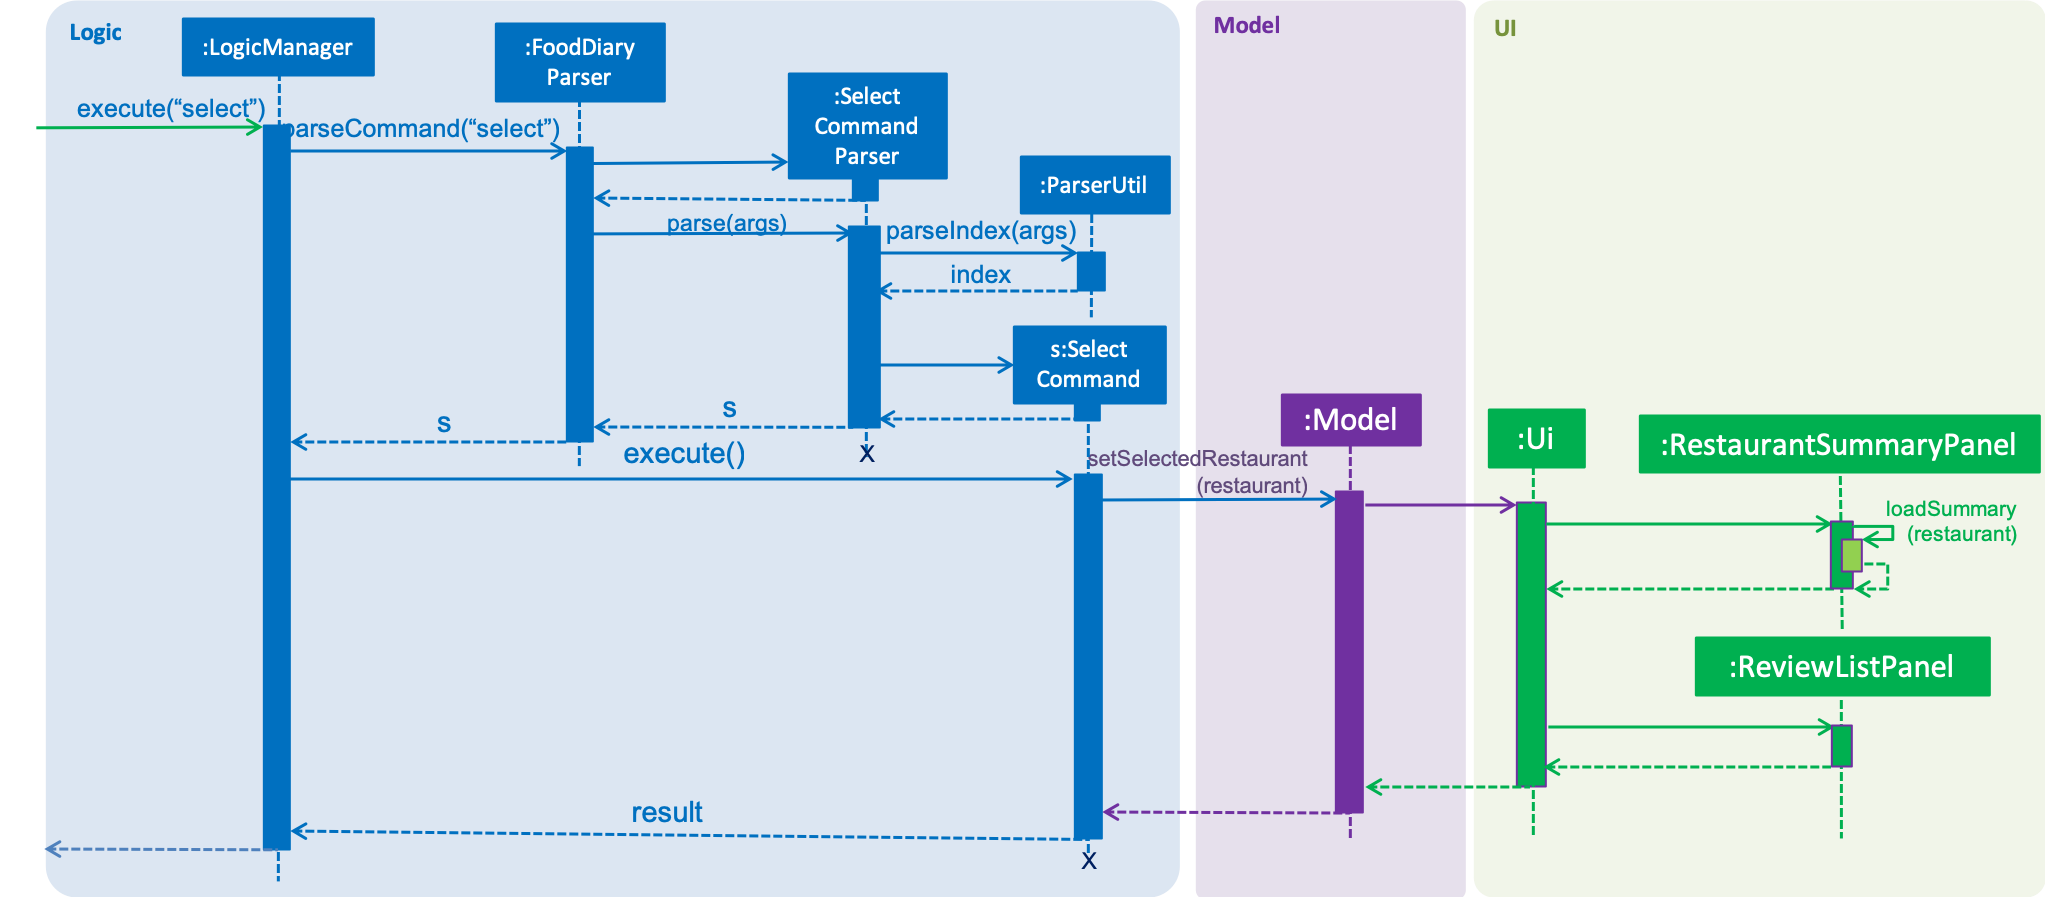 Logic
Model
UI
:LogicManager
:FoodDiary
Parser
:Select
Command
Parser
execute(“select”)
parseCommand(“select”)
:ParserUtil
parse(args)
parseIndex(args)
index
s:Select
Command
s
s
execute()
X
:Model
:Ui
:RestaurantSummaryPanel
setSelectedRestaurant
(restaurant)
loadSummary
(restaurant)
:ReviewListPanel
result
X